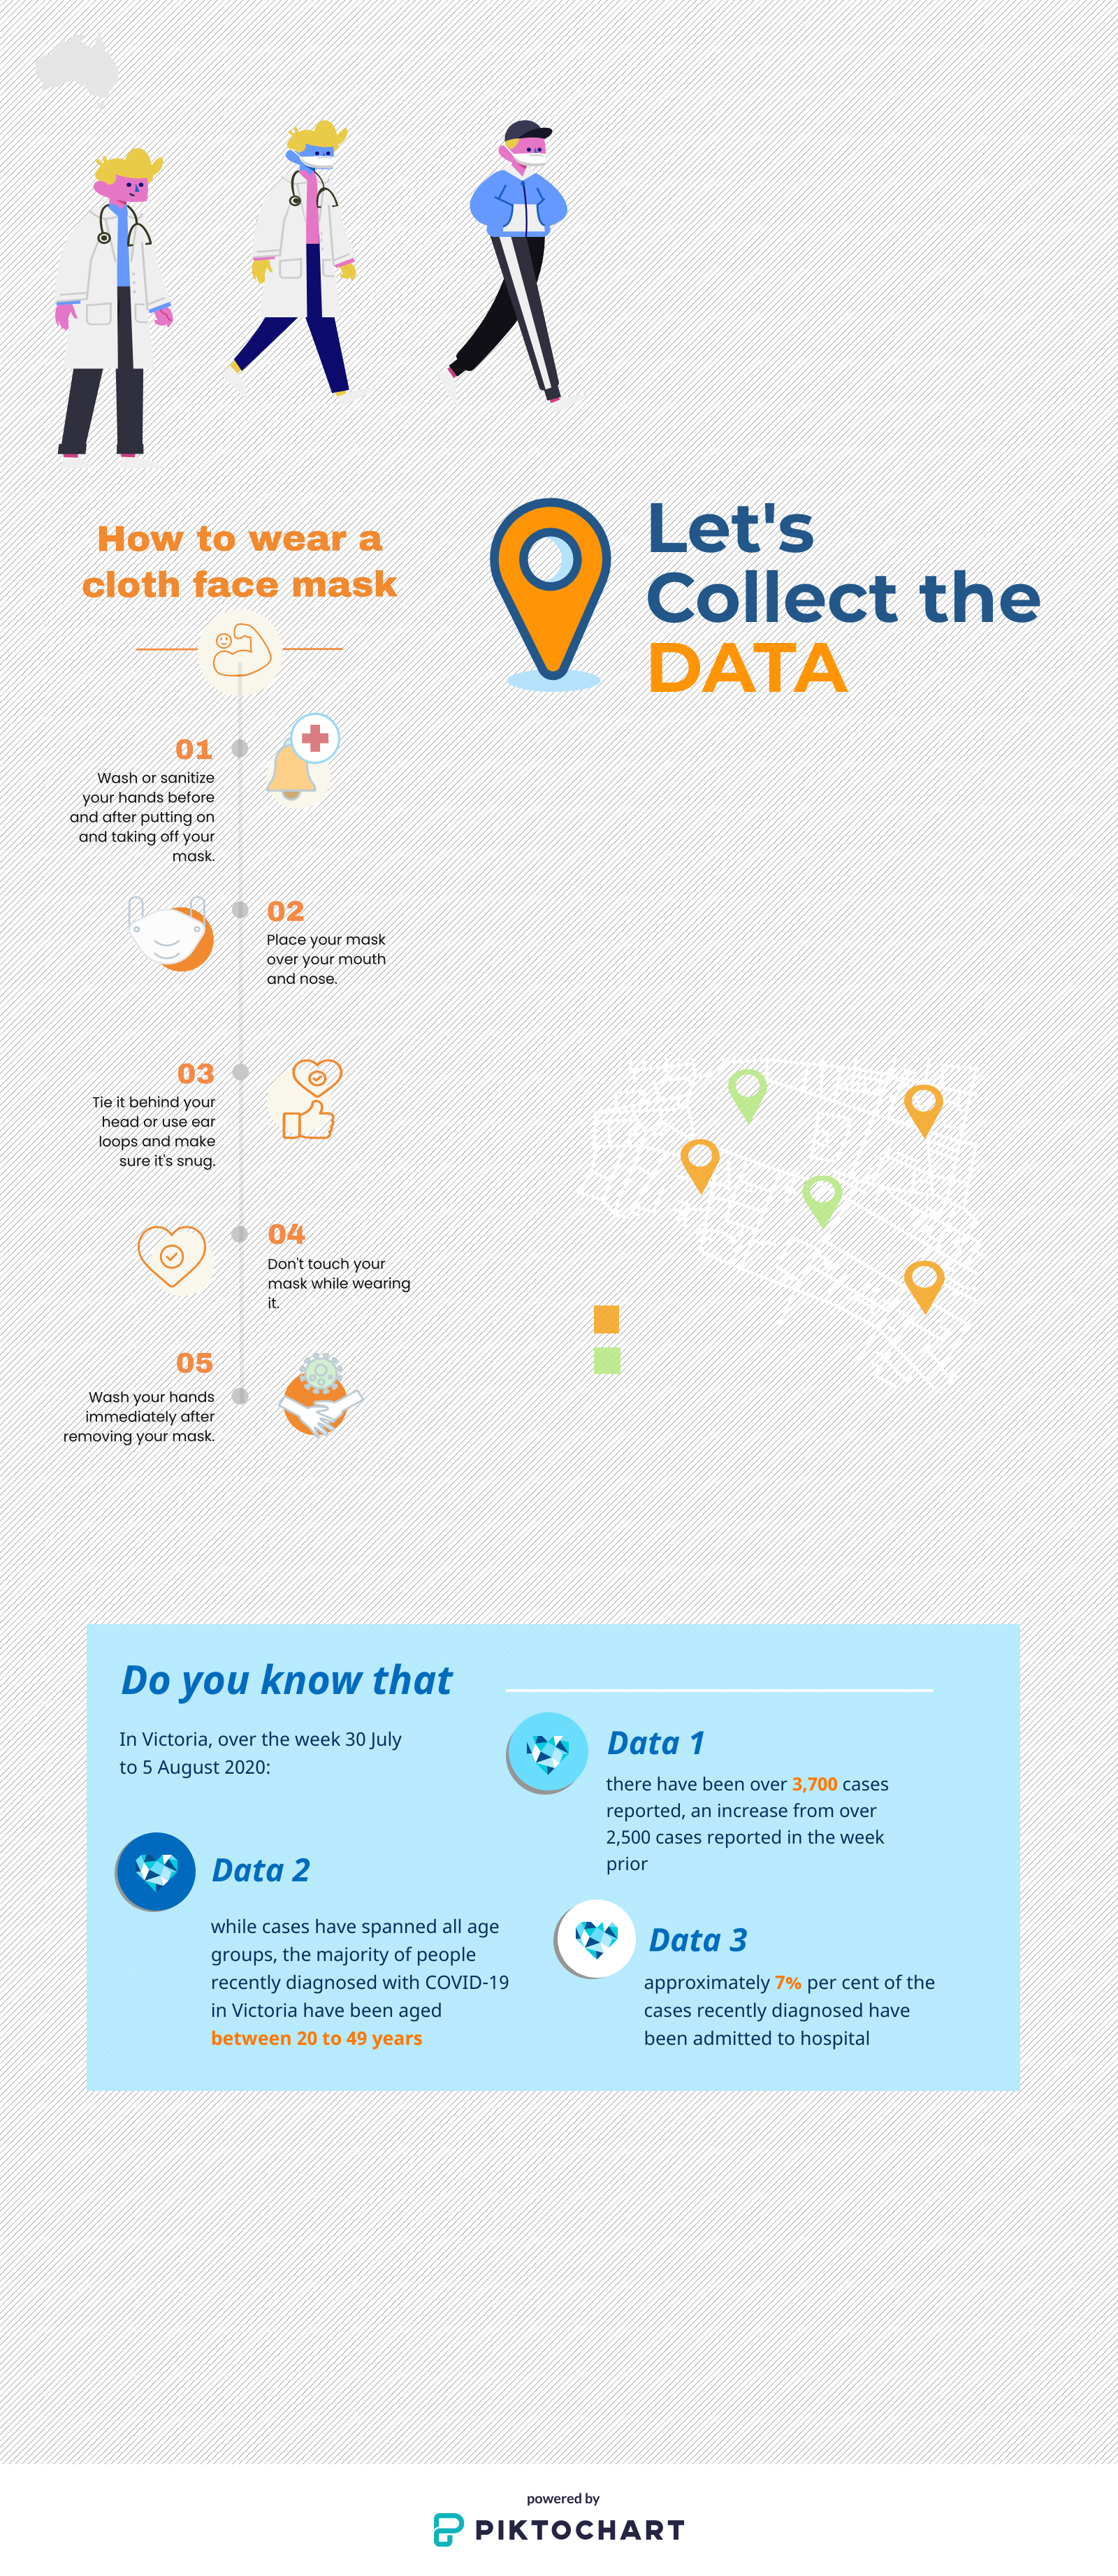 How to wear a
cloth face mask
Let's
Collect the
DATA
01
Wash or sanitize
your hands before
and after putting on
and taking off your
mask.
02
Place your mask
over your mouth
and nose.
03
Tie it behind your
head or use ear
loops and make
sure it's snug.
04
Don't touch your
mask while wearing
it.
05
Wash your hands
immediately after
removing your mask.
Do you know that
In Victoria, over the week 30 July
to 5 August 2020:
Data 1
there have been over 3,700 cases
reported, an increase from over
2,500 cases reported in the week
prior
Data 2
while cases have spanned all age
groups, the majority of people
recently diagnosed with COVID-19
in Victoria have been aged
between 20 to 49 years
Data 3
approximately 7% per cent of the
cases recently diagnosed have
been admitted to hospital
powered by
PIKTOCHART